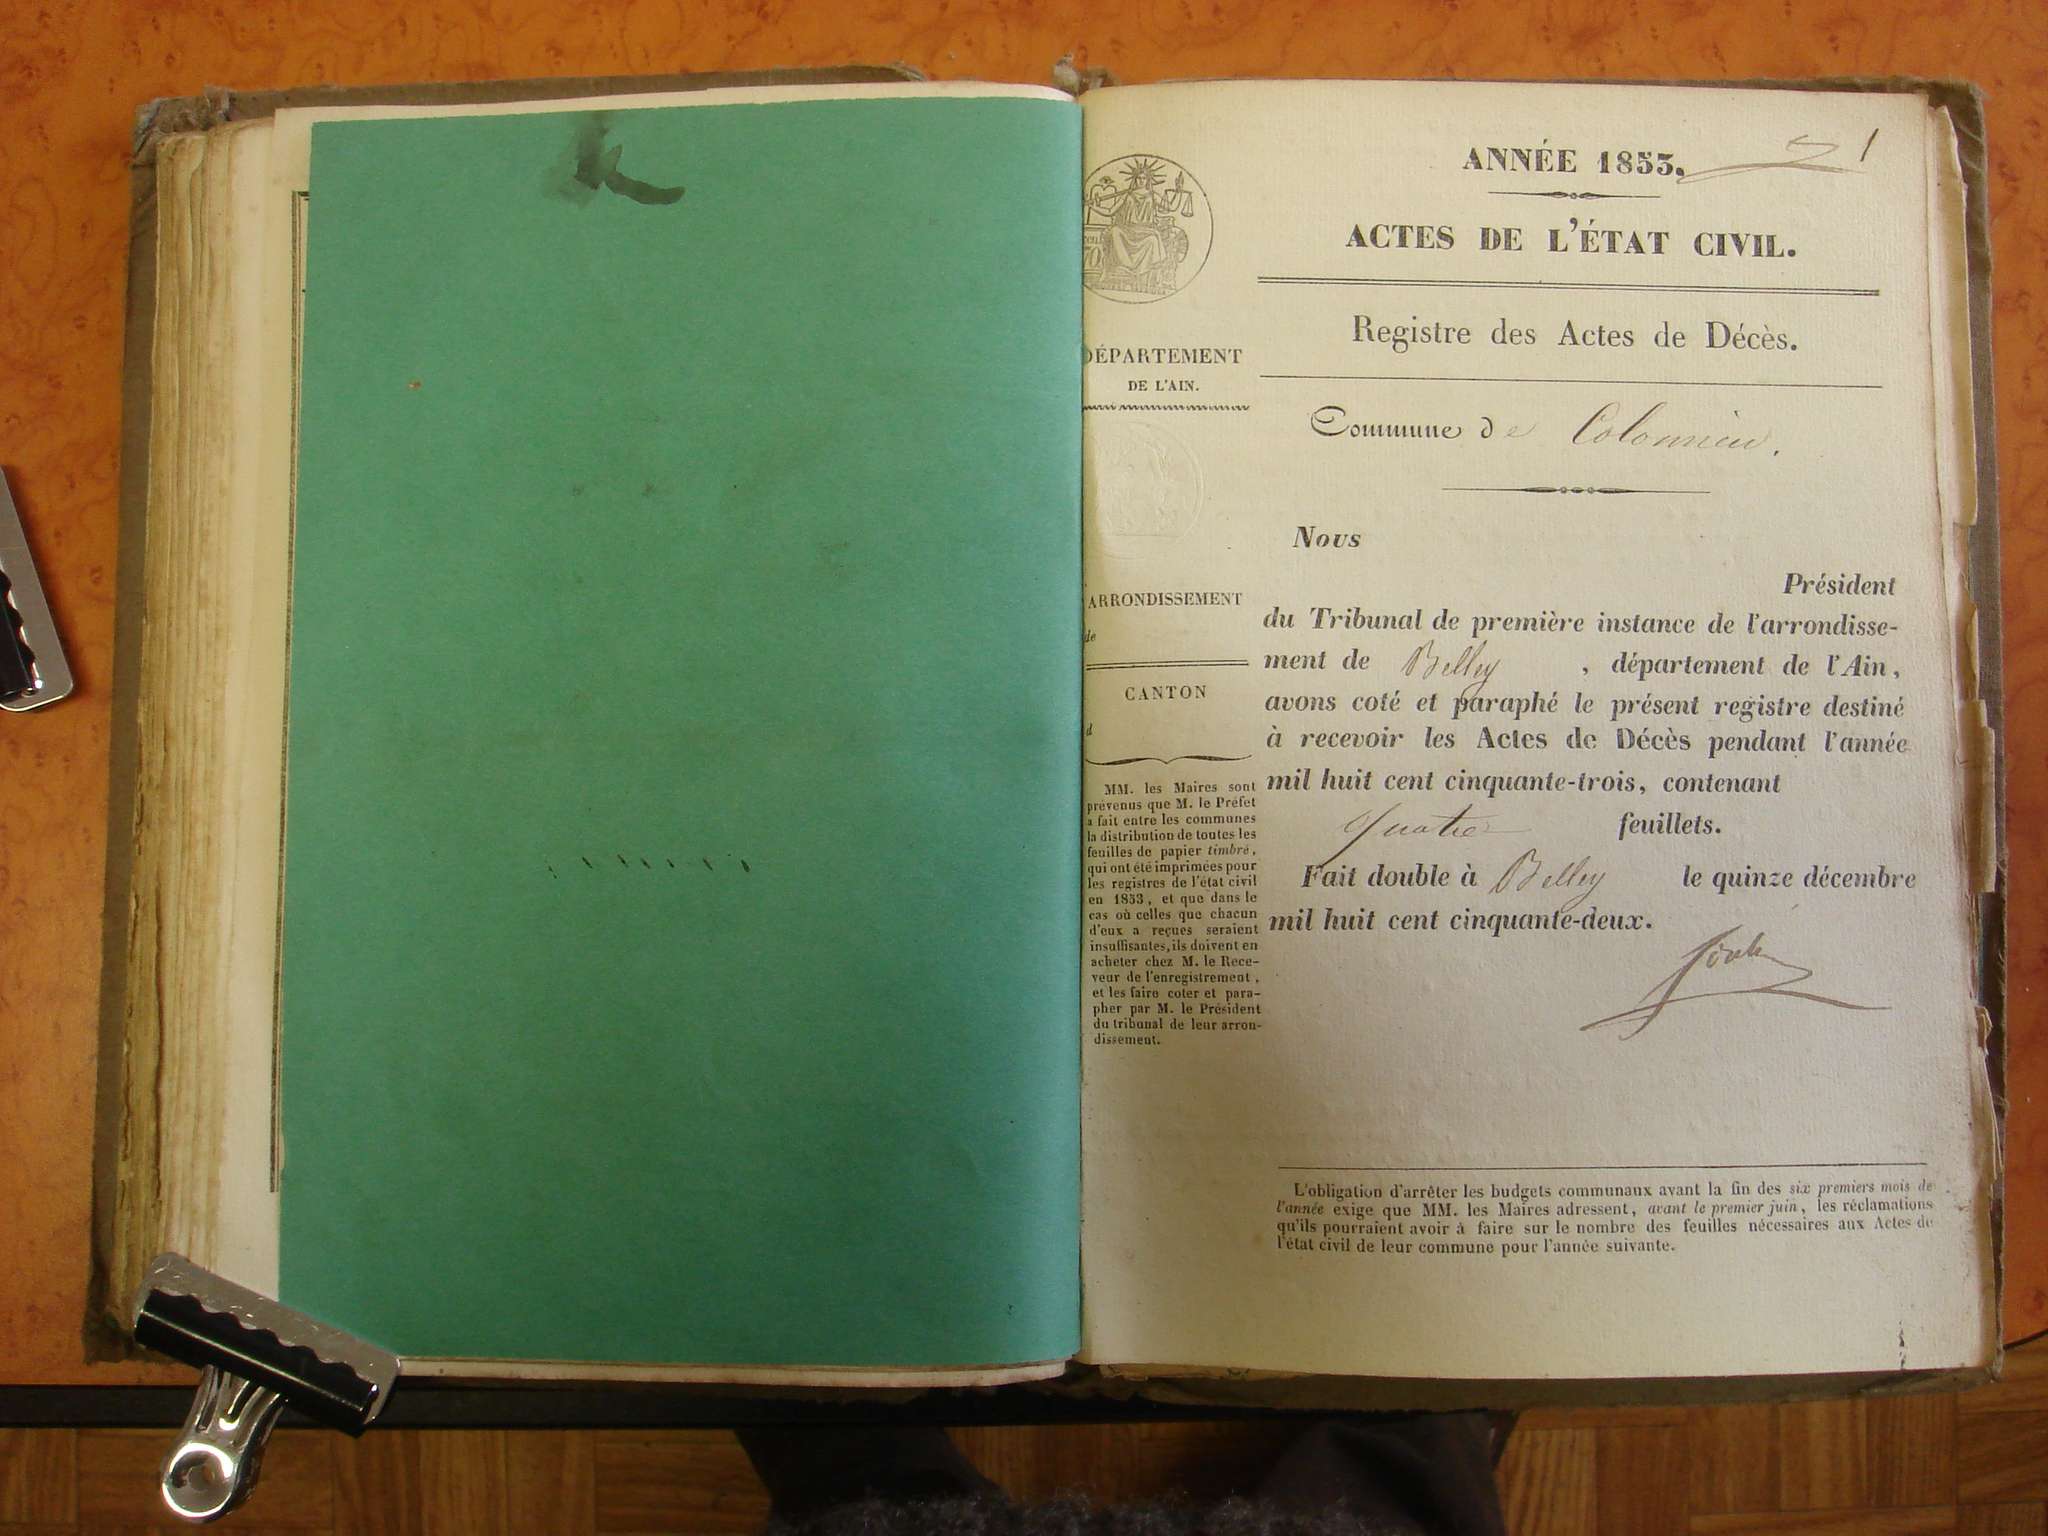 ANNÉE 1853.
1
ACTES DE L'ÉTAT CIVIL.
Registre des Actes de Décès.
Commune de Colomieu.
DÉPARTEMENT
DE L'AIN.
ARRONDISSEMENT
de
CANTON
d
MM. les Maires sont
prévenus que M. le Préfet
a fait entre les communes
la distribution de toutes les
feuilles de papier timbré,
qui ont été imprimées pour
les registres de l'état civil
en 1853, et que dans le
cas où celles que chacun
d'eux a reçues seraient
insuffisantes, ils doivent en
acheter chez M. le Rece-
veur de l'enregistrement,
et les faire coter et para-
pher par M. le Président
du tribunal de leur arron-
dissement.
Nous
Président
du Tribunal de première instance de l'arrondisse-
ment de Belley, département de l'Ain,
avons coté et paraphé le présent registre destiné
à recevoir les Actes de Décès pendant l'année
mil huit cent cinquante-trois, contenant
quatre feuillets.
Fait double à Belley le quinze décembre
mil huit cent cinquante-deux.
L'obligation d'arrêter les budgets communaux avant la fin des six premiers mois de
l'année exige que MM. les Maires adressent, avant le premier juin, les réclamations
qu'ils pourraient avoir à faire sur le nombre des feuilles nécessaires aux Actes de
l'état civil de leur commune pour l'année suivante.